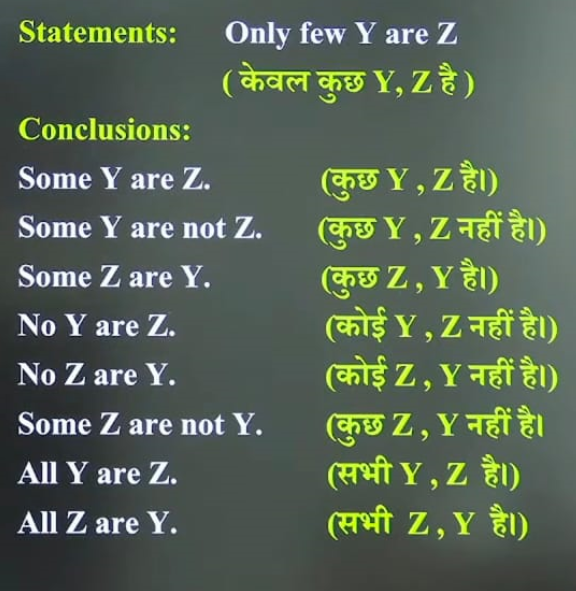 Statements: Only few Y are Z
( केवल कुछ Y, Z है )
Conclusions:
Some Y are Z. (कुछ Y , Z है।)
Some Y are not Z. (कुछ Y , Z नहीं है।)
Some Z are Y. (कुछ Z , Y है।)
No Y are Z. (कोई Y , Z नहीं है।)
No Z are Y. (कोई Z , Y नहीं है।)
Some Z are not Y. (कुछ Z , Y नहीं है।
All Y are Z. (सभी Y , Z है।)
All Z are Y. (सभी Z , Y है।)